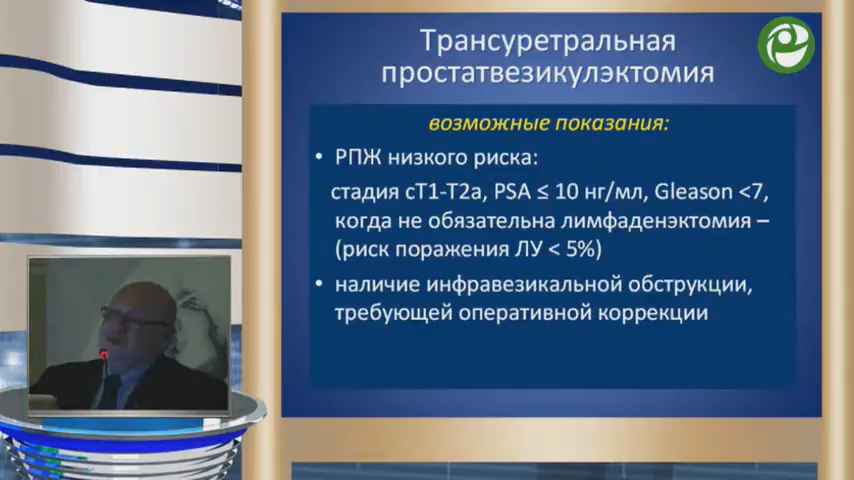 Трансуретральная
простатвезикулэктомия
возможные показания:
• РПЖ низкого риска:
стадия сТ1-Т2а, PSA ≤ 10 нг/мл, Gleason <7,
когда не обязательна лимфаденэктомия –
(риск поражения ЛУ < 5%)
• наличие инфравезикальной обструкции,
требующей оперативной коррекции